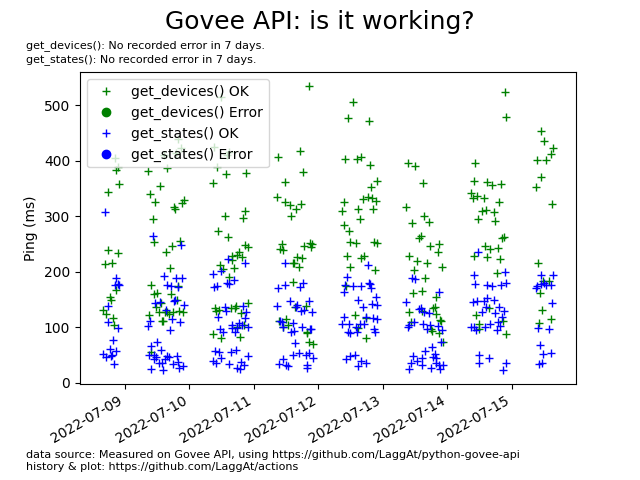 Govee API: is it working?
get_devices(): No recorded error in 7 days.
get_states(): No recorded error in 7 days.
get_devices() OK
get_devices() Error
get_states() OK
get_states() Error
Ping (ms)
500
400
300
200
100
0
2022-07-09
2022-07-10
2022-07-11
2022-07-12
2022-07-13
2022-07-14
2022-07-15
data source: Measured on Govee API, using https://github.com/LaggAt/python-govee-api
history & plot: https://github.com/LaggAt/actions